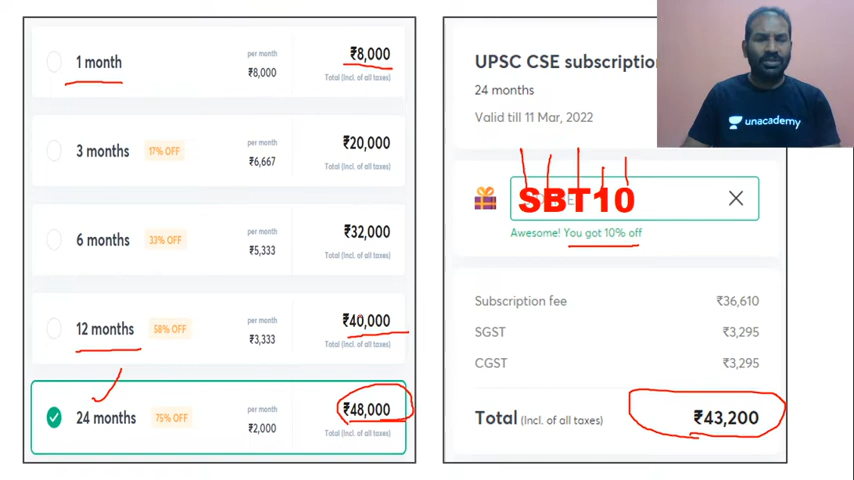 1 month
per month
₹8,000
₹8,000
Total (Incl. of all taxes)
3 months
17% OFF
per month
₹6,667
₹20,000
Total (Incl. of all taxes)
6 months
33% OFF
per month
₹5,333
₹32,000
Total (Incl. of all taxes)
12 months
58% OFF
per month
₹3,333
₹40,000
Total (Incl. of all taxes)
24 months
75% OFF
per month
₹2,000
₹48,000
Total (Incl. of all taxes)
UPSC CSE subscription
24 months
Valid till 11 Mar, 2022
SBT10
Awesome! You got 10% off
Subscription fee ₹36,610
SGST ₹3,295
CGST ₹3,295
Total (Incl. of all taxes) ₹43,200
unacademy